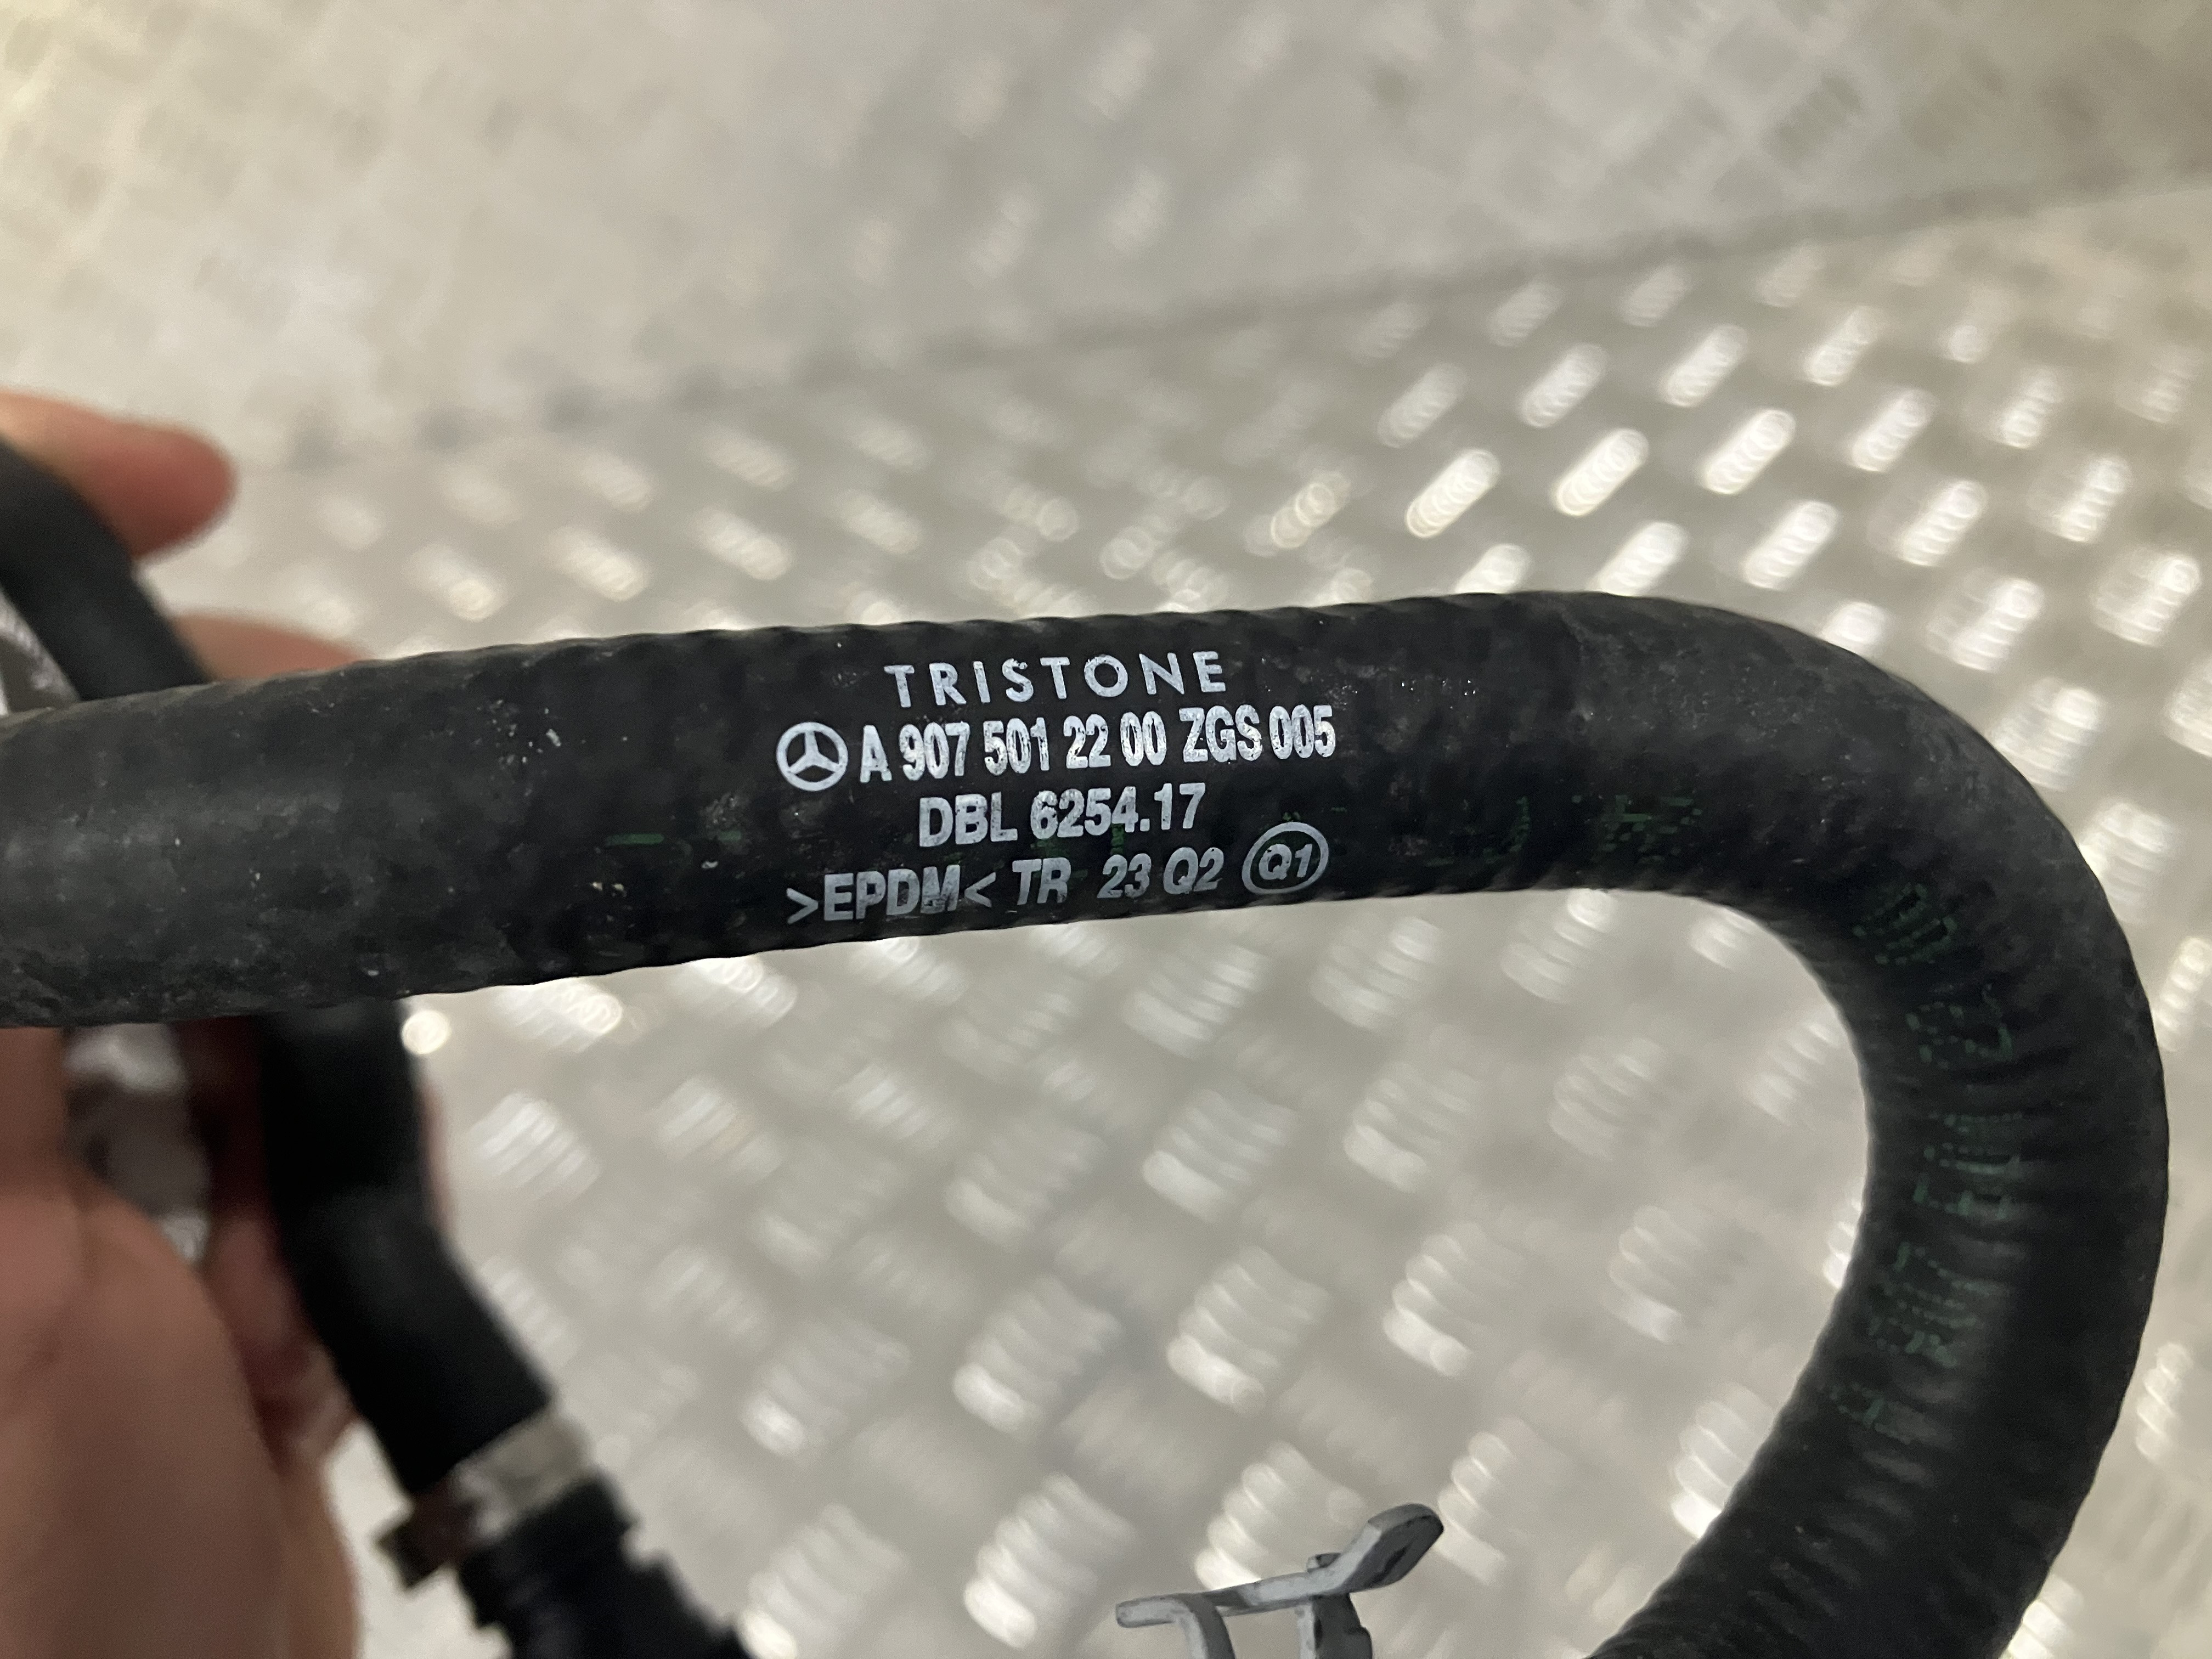 TRISTONE
A 907 501 22 00 ZGS 005
DBL 6254.17
>EPDM< TR 23 Q2 Q1